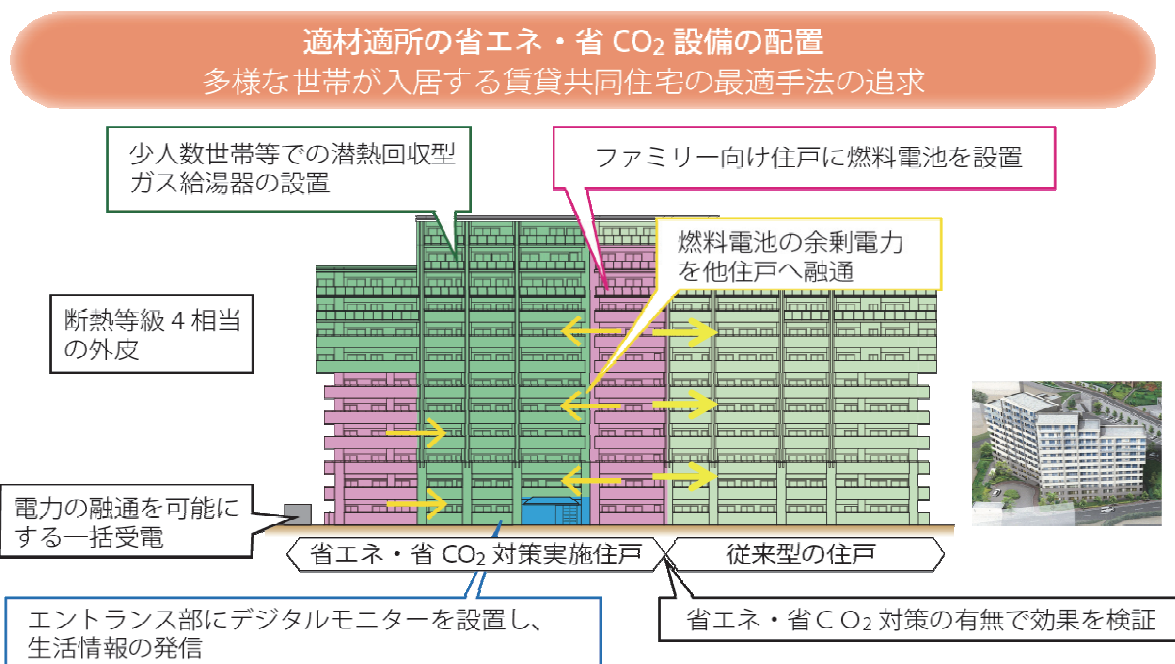 適材適所の省エネ・省 CO₂ 設備の配置
多様な世帯が入居する賃貸共同住宅の最適手法の追求
少人数世帯等での潜熱回収型
ガス給湯器の設置
ファミリー向け住戸に燃料電池を設置
燃料電池の余剰電力
を他住戸へ融通
断熱等級４相当
の外皮
電力の融通を可能に
する一括受電
省エネ・省 CO₂ 対策実施住戸
従来型の住戸
エントランス部にデジタルモニターを設置し、
生活情報の発信
省エネ・省ＣＯ₂ 対策の有無で効果を検証